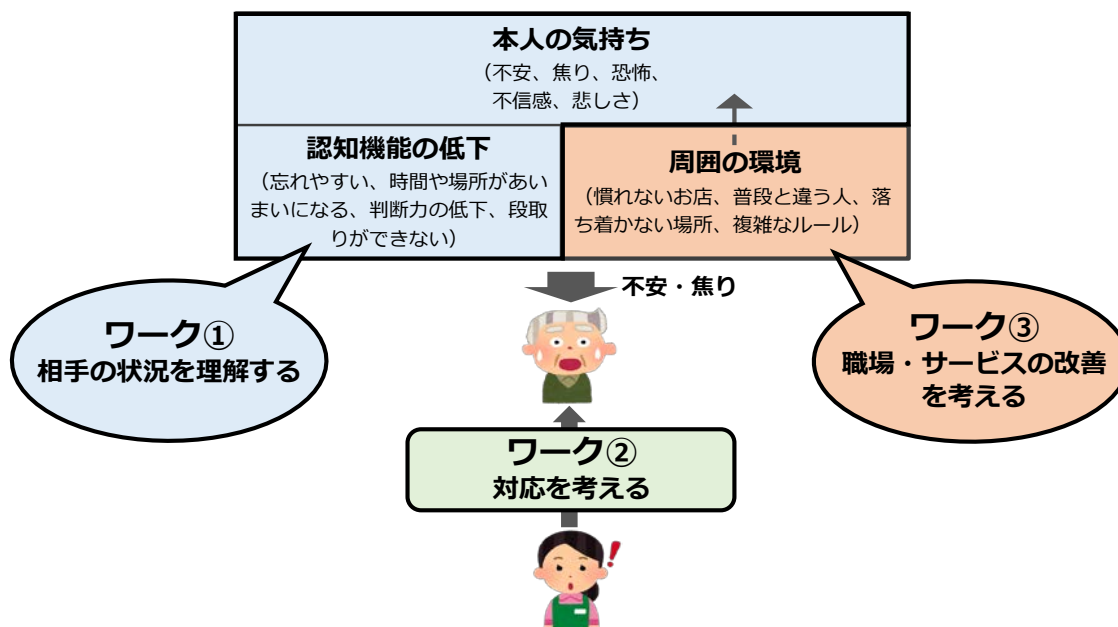 本人の気持ち
（不安、焦り、恐怖、
不信感、悲しさ）
認知機能の低下
（忘れやすい、時間や場所があい
まいになる、判断力の低下、段取
りができない）
周囲の環境
（慣れないお店、普段と違う人、落
ち着かない場所、複雑なルール）
不安・焦り
ワーク①
相手の状況を理解する
ワーク③
職場・サービスの改善
を考える
ワーク②
対応を考える